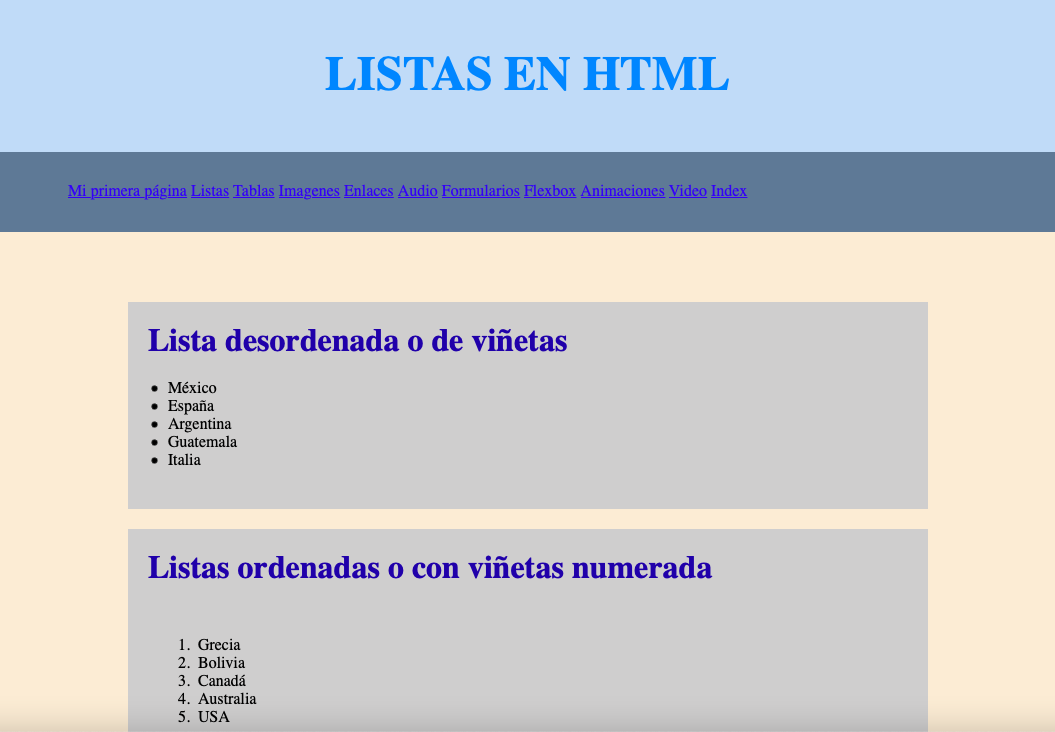 LISTAS EN HTML
Mi primera página Listas Tablas Imagenes Enlaces Audio Formularios Flexbox Animaciones Video Index
Lista desordenada o de viñetas
• México
• España
• Argentina
• Guatemala
• Italia
Listas ordenadas o con viñetas numerada
1. Grecia
2. Bolivia
3. Canadá
4. Australia
5. USA